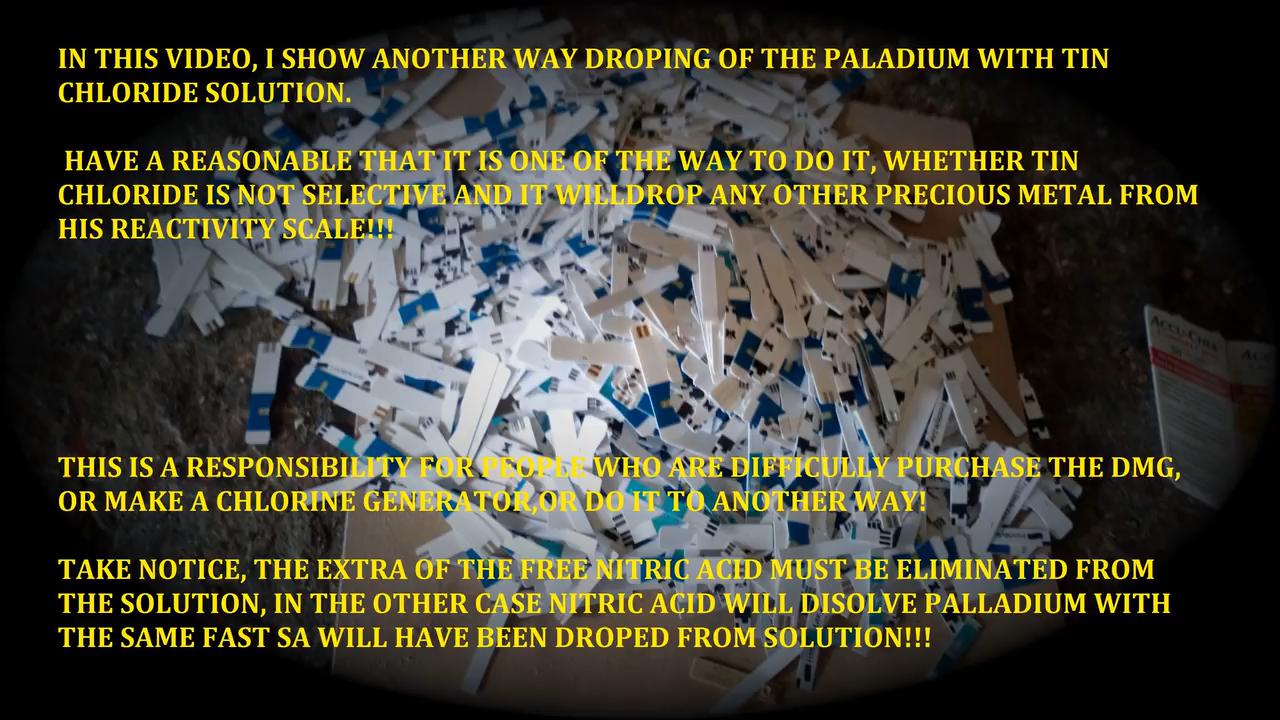 IN THIS VIDEO, I SHOW ANOTHER WAY DROPING OF THE PALADIUM WITH TIN
CHLORIDE SOLUTION.
HAVE A REASONABLE THAT IT IS ONE OF THE WAY TO DO IT, WHETHER TIN
CHLORIDE IS NOT SELECTIVE AND IT WILLDROP ANY OTHER PRECIOUS METAL FROM
HIS REACTIVITY SCALE!!!
ACCU-CHEK
THIS IS A RESPONSIBILITY FOR PEOPLE WHO ARE DIFFICULLY PURCHASE THE DMG,
OR MAKE A CHLORINE GENERATOR,OR DO IT TO ANOTHER WAY!
TAKE NOTICE, THE EXTRA OF THE FREE NITRIC ACID MUST BE ELIMINATED FROM
THE SOLUTION, IN THE OTHER CASE NITRIC ACID WILL DISOLVE PALLADIUM WITH
THE SAME FAST SA WILL HAVE BEEN DROPED FROM SOLUTION!!!